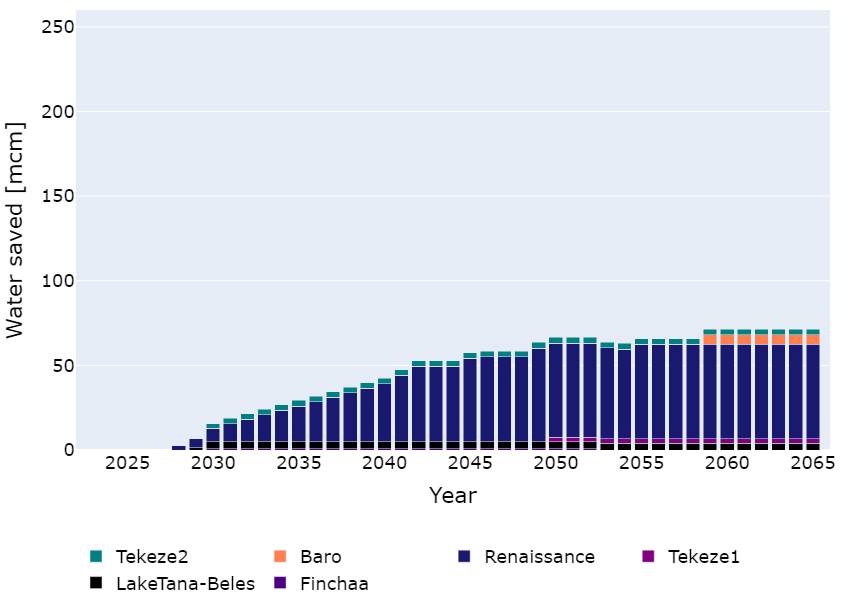 250
200
150
100
50
0
Water saved [mcm]
2025 2030 2035 2040 2045 2050 2055 2060 2065
Year
Tekeze2 Baro Renaissance Tekeze1
LakeTana-Beles Finchaa